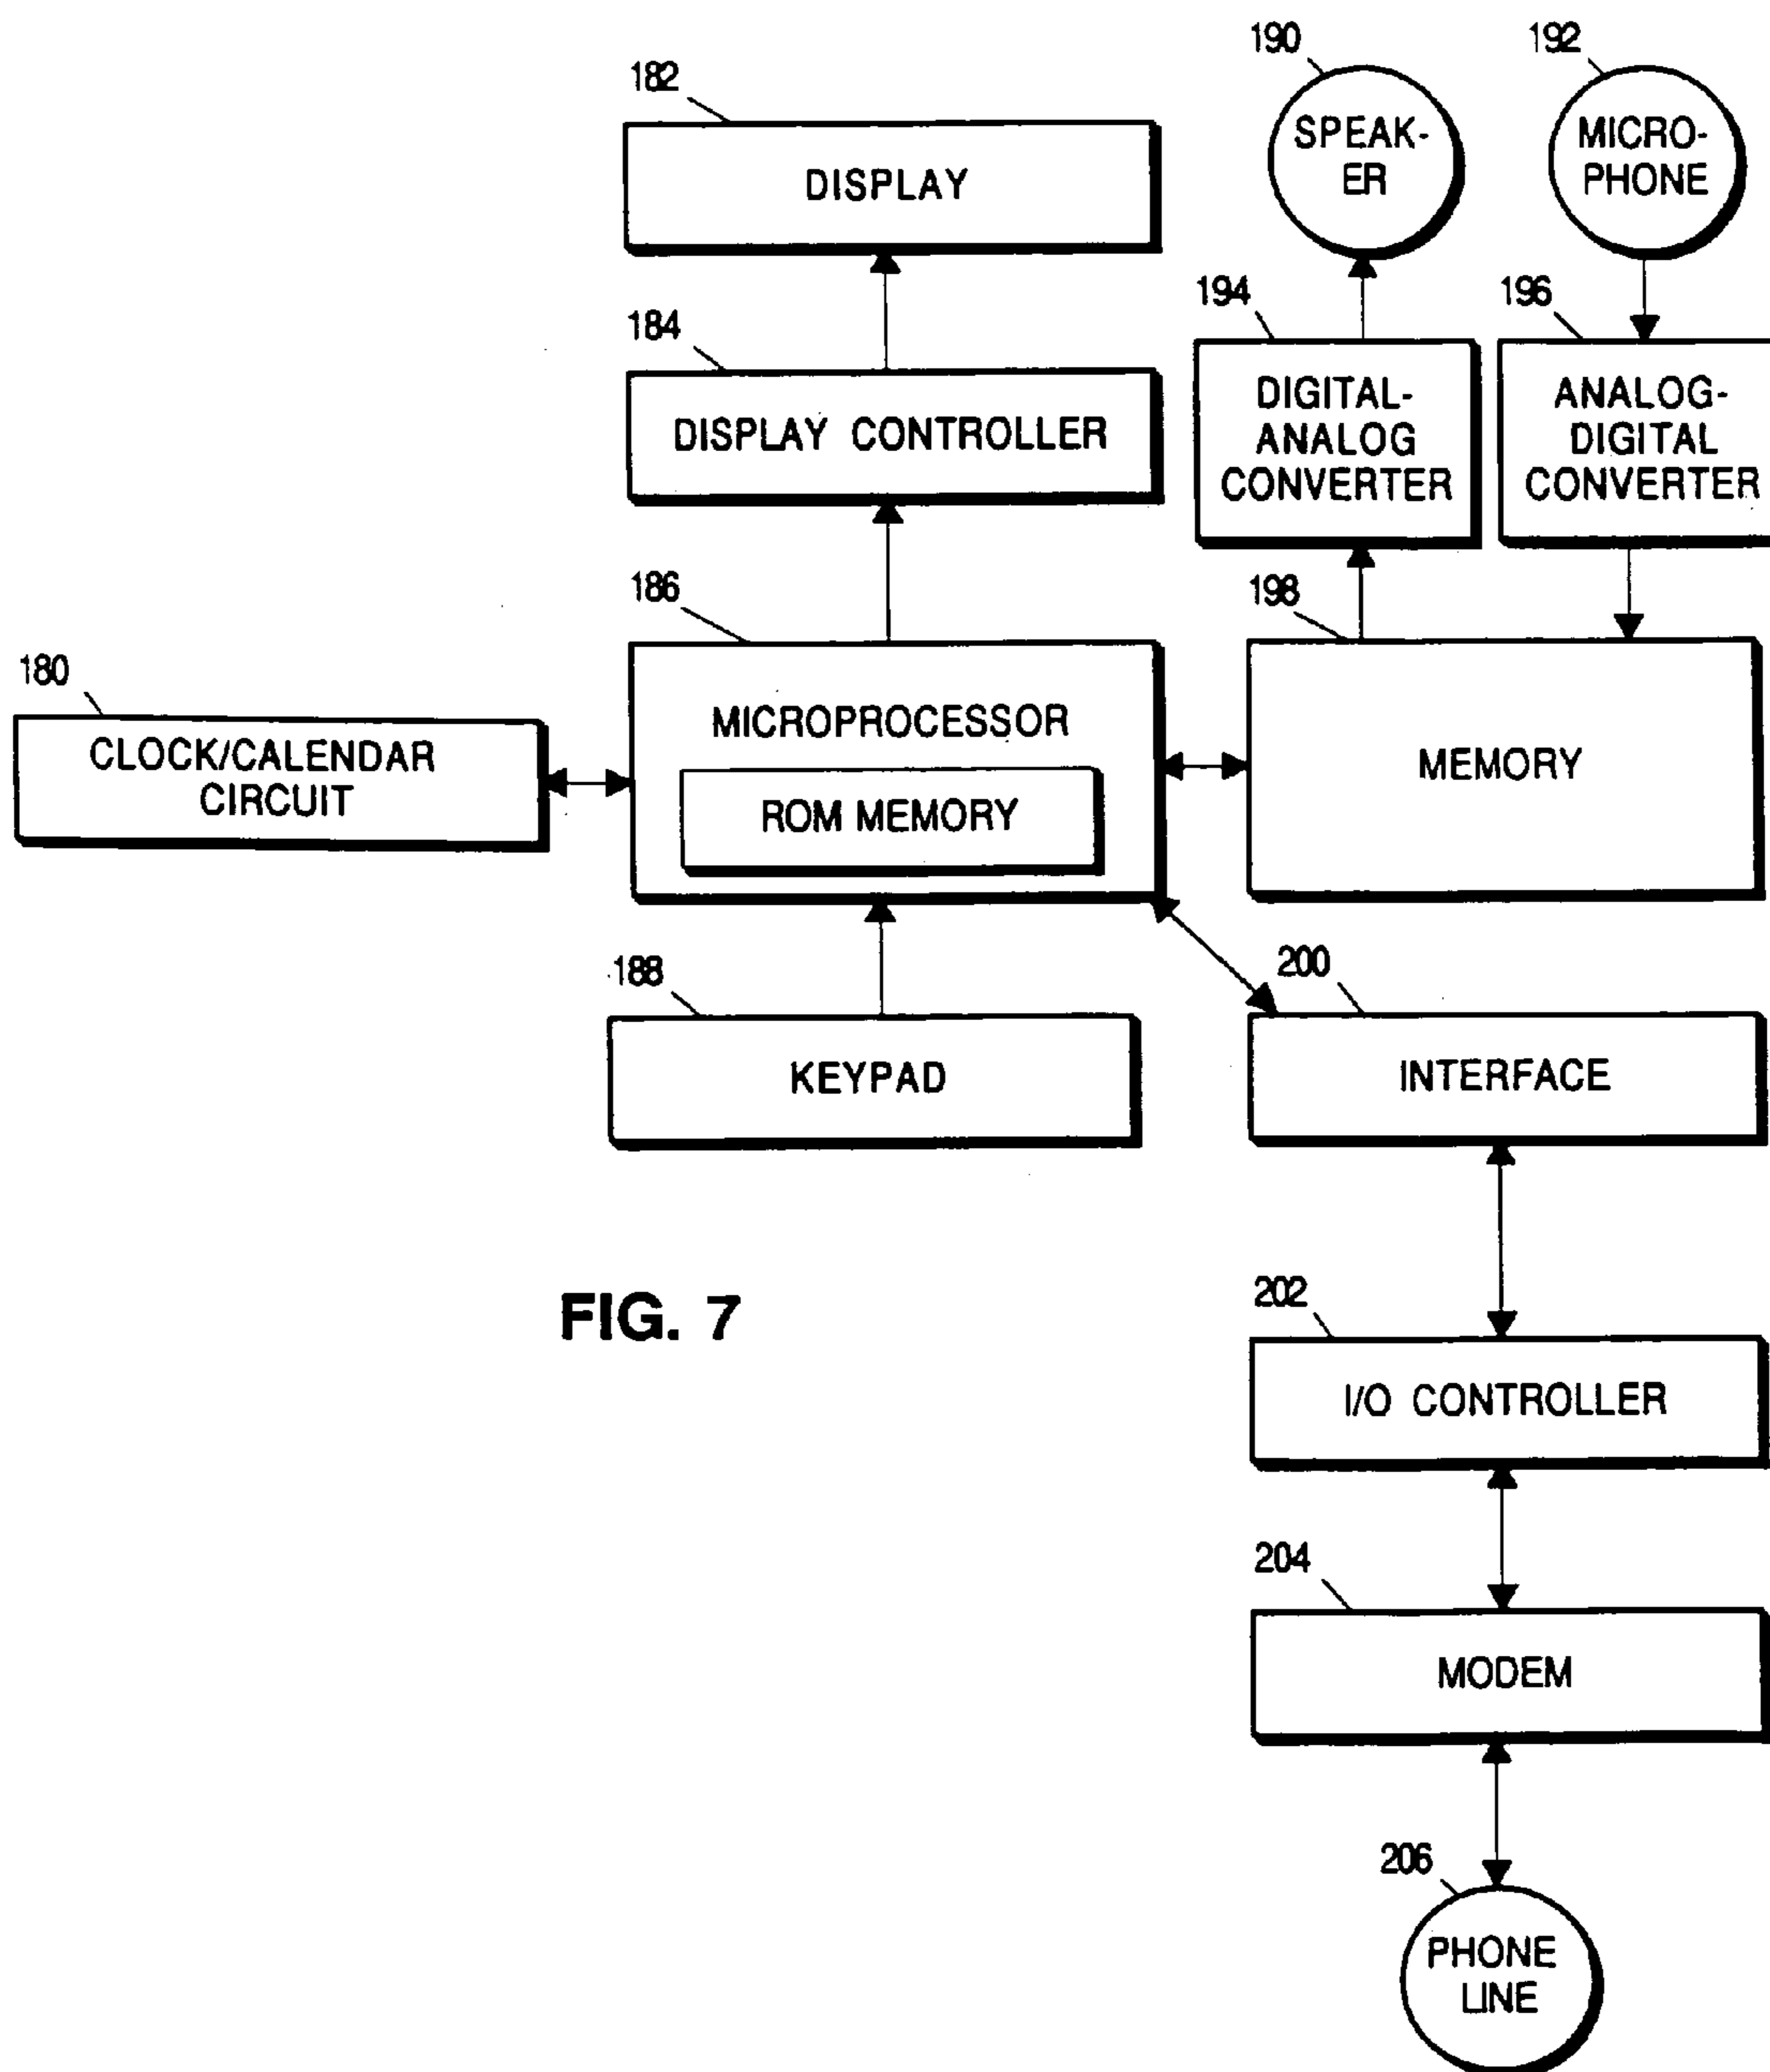 190
192
SPEAK-
ER
MICRO-
PHONE
182
DISPLAY
194
196
184
DISPLAY CONTROLLER
DIGITAL-
ANALOG
CONVERTER
ANALOG-
DIGITAL
CONVERTER
186
198
180
CLOCK/CALENDAR
CIRCUIT
MICROPROCESSOR
ROM MEMORY
MEMORY
188
200
KEYPAD
INTERFACE
FIG. 7
202
I/O CONTROLLER
204
MODEM
206
PHONE
LINE